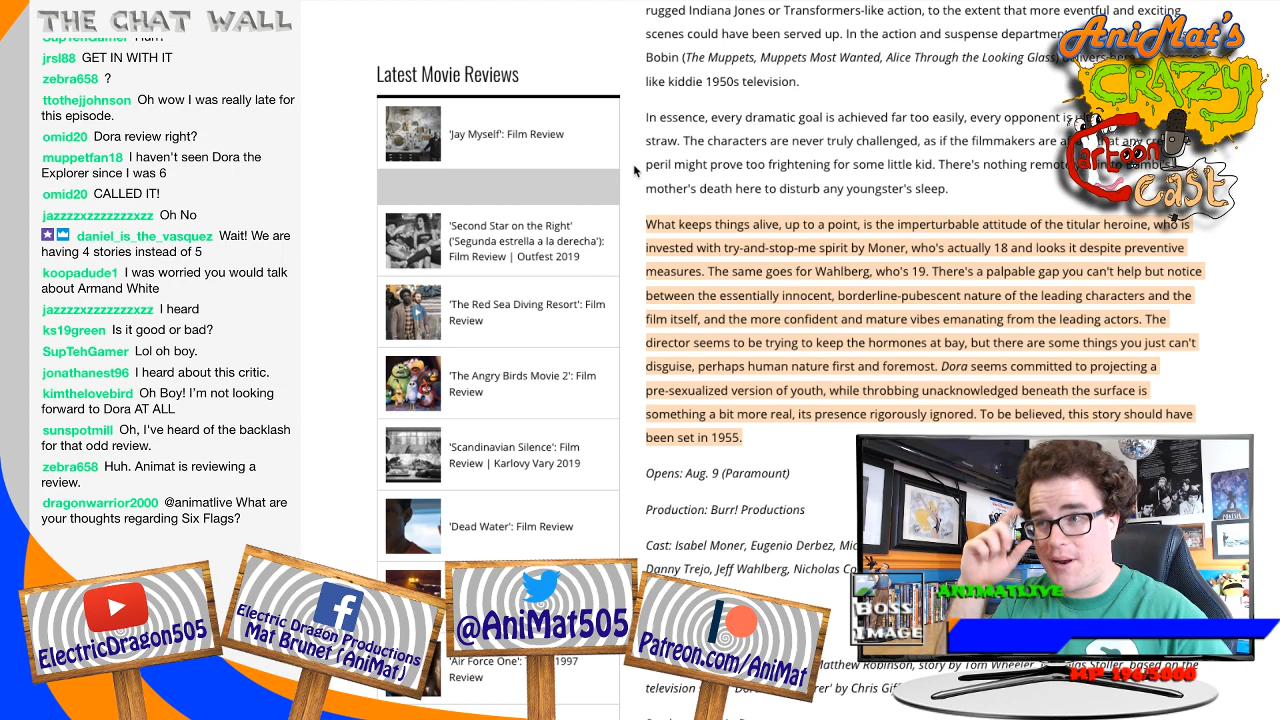 THE CHAT WALL
SupTehGamer Huh?
jrsl88 GET IN WITH IT
zebra658 ?
ttothejjohnson Oh wow I was really late for
this episode.
omid20 Dora review right?
muppetfan18 I haven't seen Dora the
Explorer since I was 6
omid20 CALLED IT!
jazzzzxzzzzzzzxzz Oh No
daniel_is_the_vasquez Wait! We are
having 4 stories instead of 5
koopadude1 I was worried you would talk
about Armand White
jazzzzxzzzzzzzxzz I heard
ks19green Is it good or bad?
SupTehGamer Lol oh boy.
jonathanest96 I heard about this critic.
kimthelovebird Oh Boy! I'm not looking
forward to Dora AT ALL
sunspotmill Oh, I've heard of the backlash
for that odd review.
zebra658 Huh. Animat is reviewing a
review.
dragonwarrior2000 @animatlive What are
your thoughts regarding Six Flags?
Latest Movie Reviews
'Jay Myself': Film Review
'Second Star on the Right'
('Segunda estrella a la derecha'):
Film Review | Outfest 2019
'The Red Sea Diving Resort': Film
Review
'The Angry Birds Movie 2': Film
Review
'Scandinavian Silence': Film
Review | Karlovy Vary 2019
'Dead Water': Film Review
'Air Force One': 1997
Review
rugged Indiana Jones or Transformers-like action, to the extent that more eventful and exciting
scenes could have been served up. In the action and suspense department,
Bobin (The Muppets, Muppets Most Wanted, Alice Through the Looking Glass)
like kiddie 1950s television.
In essence, every dramatic goal is achieved far too easily, every opponent is
straw. The characters are never truly challenged, as if the filmmakers are
peril might prove too frightening for some little kid. There's nothing
mother's death here to disturb any youngster's sleep.
What keeps things alive, up to a point, is the imperturbable attitude of the titular heroine, who is
invested with try-and-stop-me spirit by Moner, who's actually 18 and looks it despite preventive
measures. The same goes for Wahlberg, who's 19. There's a palpable gap you can't help but notice
between the essentially innocent, borderline-pubescent nature of the leading characters and the
film itself, and the more confident and mature vibes emanating from the leading actors. The
director seems to be trying to keep the hormones at bay, but there are some things you just can't
disguise, perhaps human nature first and foremost. Dora seems committed to projecting a
pre-sexualized version of youth, while throbbing unacknowledged beneath the surface is
something a bit more real, its presence rigorously ignored. To be believed, this story should have
been set in 1955.
Opens: Aug. 9 (Paramount)
Production: Burr! Productions
Cast: Isabel Moner, Eugenio Derbez,
Danny Trejo, Jeff Wahlberg, Nicholas
Matthew Robinson, story by Tom Wheeler, Stoller, based on the
television by Chris
AniMat's
CRAZY
Cartoon
Cast
ANIMATLIVE
BOSS
IMAGE
HP 196/5000
ElectricDragon505
Electric Dragon Productions
Mat Brunet (AniMat)
@AniMat505
Patreon.com/AniMat